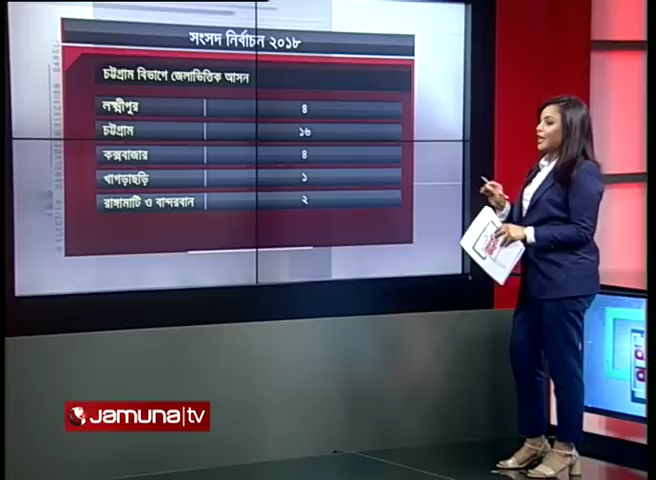 সংসদ নির্বাচন ২০১৮
চট্টগ্রাম বিভাগে জেলাভিত্তিক আসন
লক্ষ্মীপুর ৪
চট্টগ্রাম ১৬
কক্সবাজার ৪
খাগড়াছড়ি ১
রাঙ্গামাটি ও বান্দরবান ২
Jamuna|tv